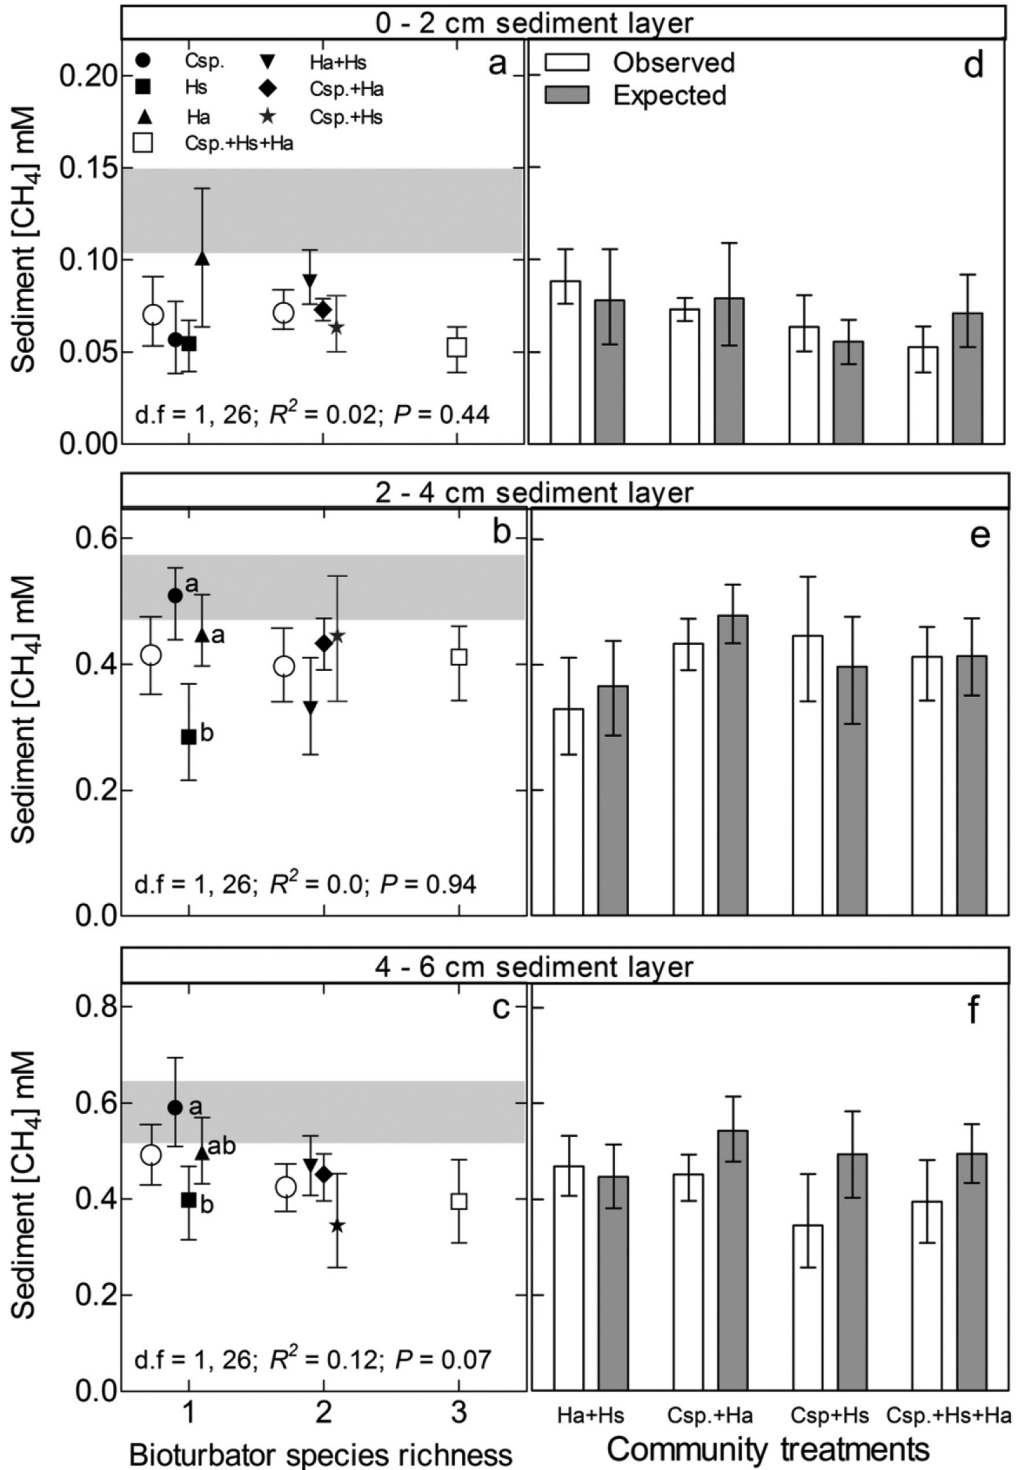 0 - 2 cm sediment layer
Sediment [CH4] mM
0.20
0.15
0.10
0.05
0.00
a
Csp.
Hs
Ha
Csp.+Hs+Ha
Ha+Hs
Csp.+Ha
Csp.+Hs
d.f = 1, 26; R2 = 0.02; P = 0.44
d
Observed
Expected
2 - 4 cm sediment layer
Sediment [CH4] mM
0.6
0.4
0.2
0.0
b
a
a
b
d.f = 1, 26; R2 = 0.0; P = 0.94
e
4 - 6 cm sediment layer
Sediment [CH4] mM
0.8
0.6
0.4
0.2
0.0
c
a
ab
b
d.f = 1, 26; R2 = 0.12; P = 0.07
f
1 2 3
Bioturbator species richness
Ha+Hs Csp.+Ha Csp+Hs Csp.+Hs+Ha
Community treatments